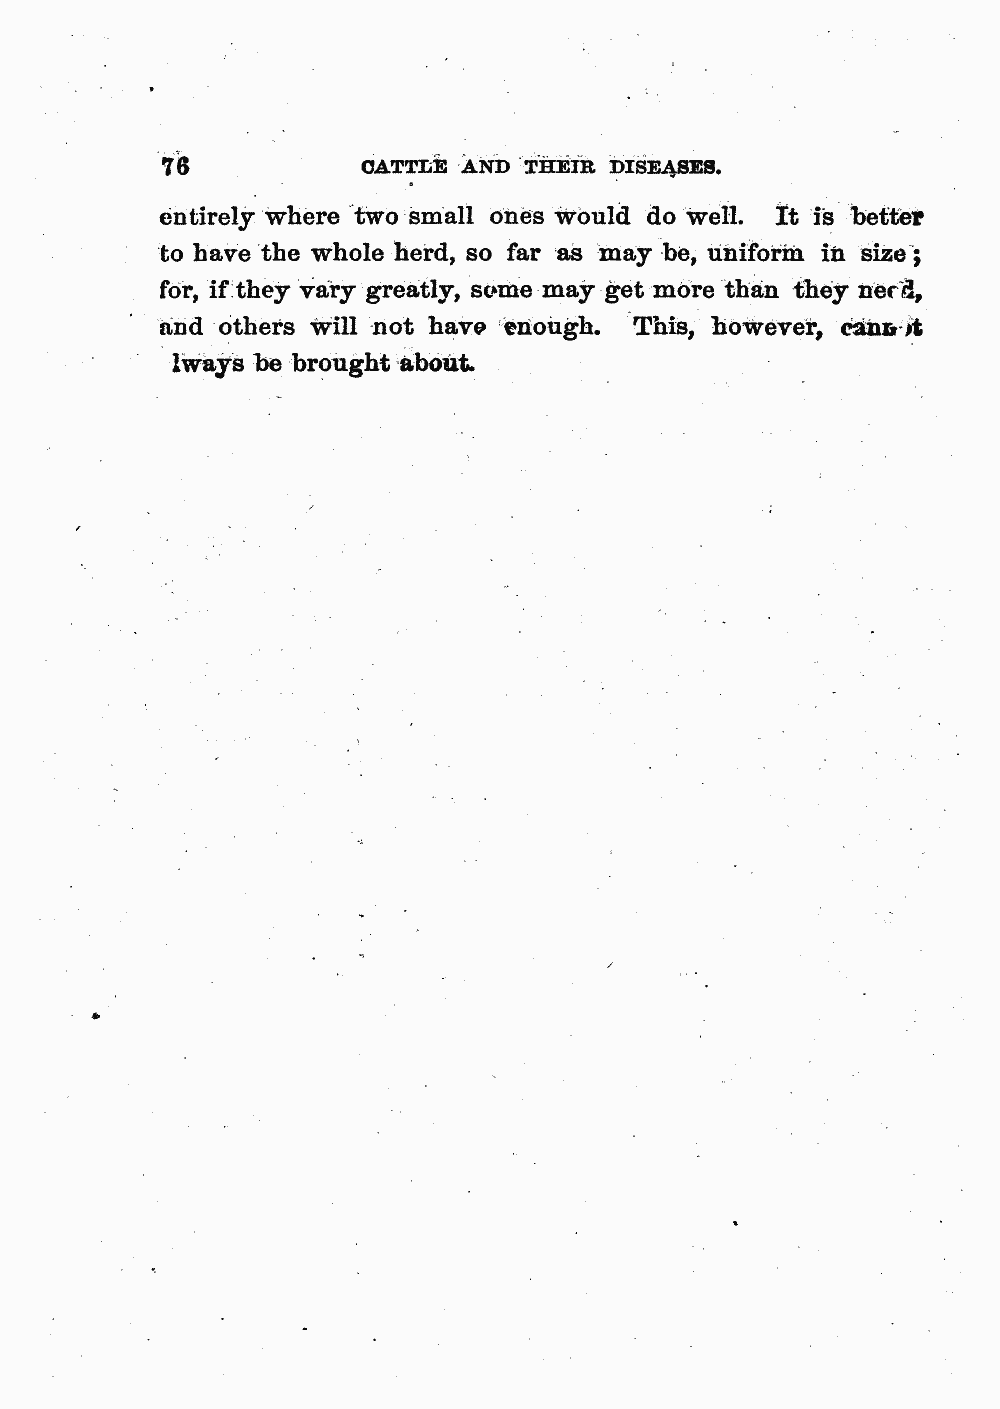 76 CATTLE AND THEIR DISEASES.
entirely where two small ones would do well. It is better
to have the whole herd, so far as may be, uniform in size;
for, if they vary greatly, some may get more than they need,
and others will not have enough. This, however, cannot
lways be brought about.